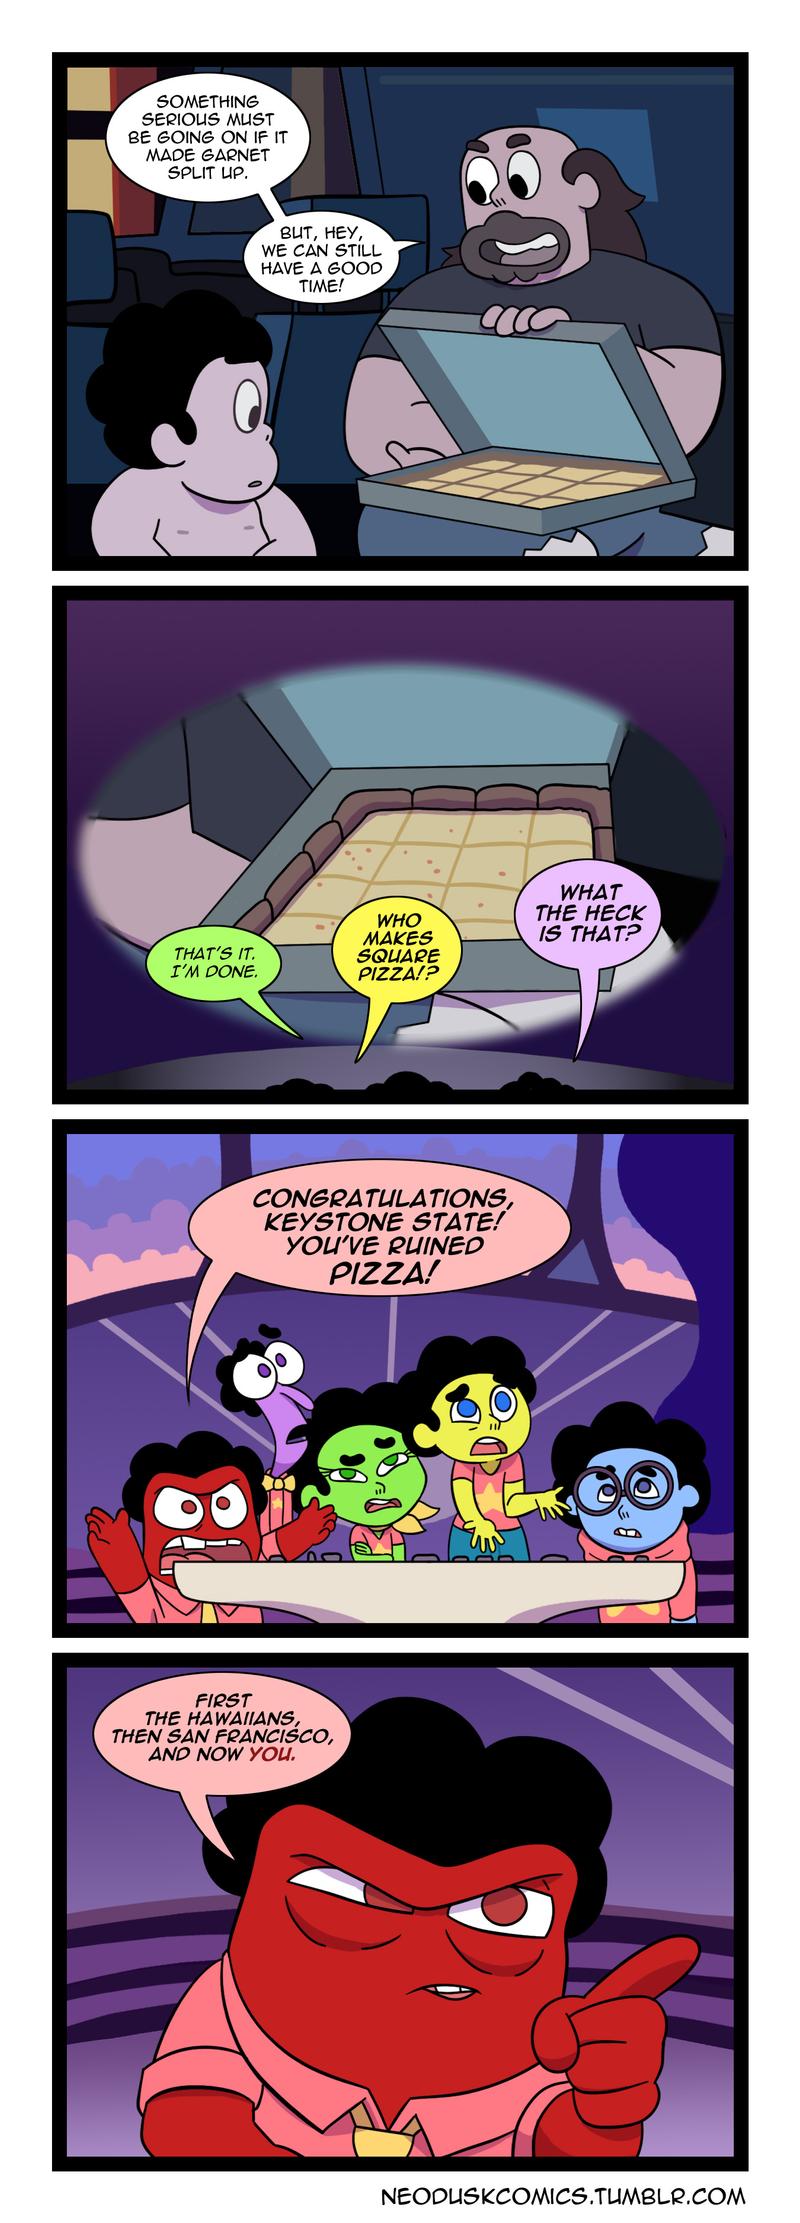 SOMETHING
SERIOUS MUST
BE GOING ON IF IT
MADE GARNET
SPLIT UP.
BUT, HEY,
WE CAN STILL
HAVE A GOOD
TIME!
THAT'S IT.
I'M DONE.
WHO
MAKES
SQUARE
PIZZA!?
WHAT
THE HECK
IS THAT?
CONGRATULATIONS,
KEYSTONE STATE!
YOU'VE RUINED
PIZZA!
FIRST
THE HAWAIIANS,
THEN SAN FRANCISCO,
AND NOW YOU.
NEODUSKCOMICS.TUMBLR.COM